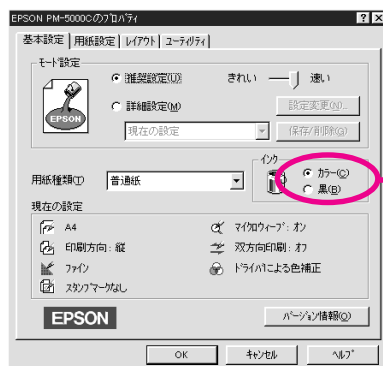 EPSON PM-5000Cのプロパティ
基本設定 用紙設定 レイアウト ユーティリティ
モード設定
推奨設定(U) きれい 速い
詳細設定(M) 設定変更(N)...
現在の設定 保存/削除(G)
EPSON
インク
カラー(C)
黒(B)
用紙種類(T) 普通紙
現在の設定
A4 マイクロウィーブ: オン
印刷方向: 縦 双方向印刷: オフ
ファイン ドライバによる色補正
スタンプマークなし
EPSON バージョン情報(O)
OK キャンセル ヘルプ